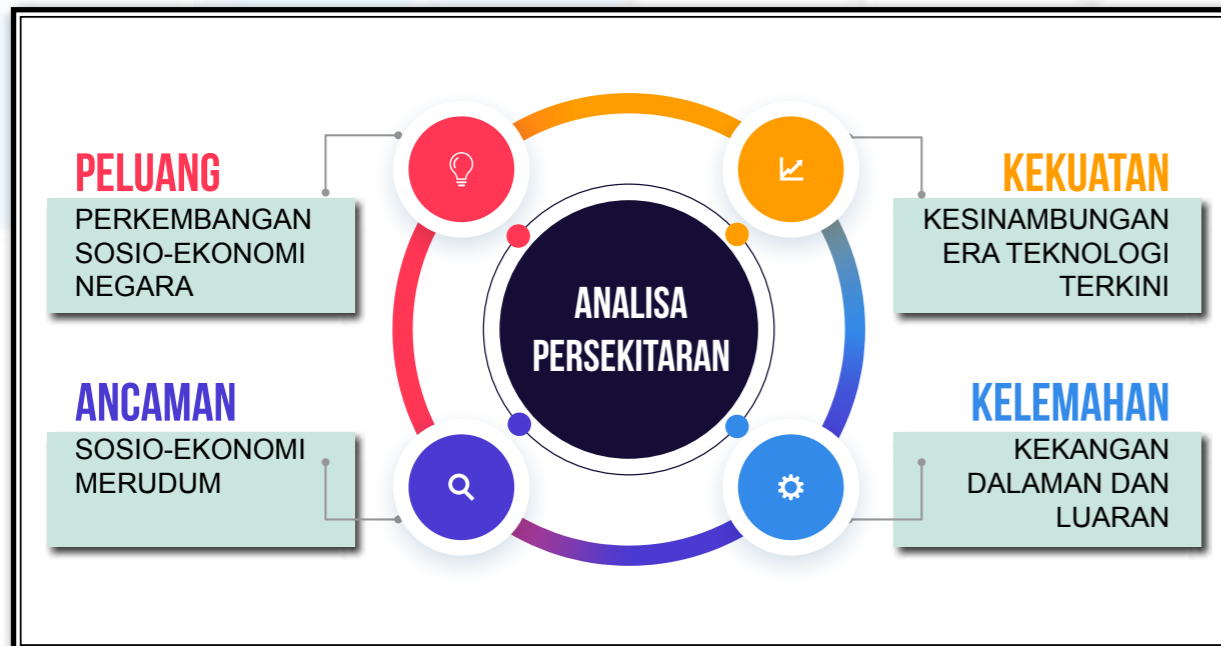 PELUANG
PERKEMBANGAN
SOSIO-EKONOMI
NEGARA
ANCAMAN
SOSIO-EKONOMI
MERUDUM
ANALISA
PERSEKITARAN
KEKUATAN
KESINAMBUNGAN
ERA TEKNOLOGI
TERKINI
KELEMAHAN
KEKANGAN
DALAMAN DAN
LUARAN